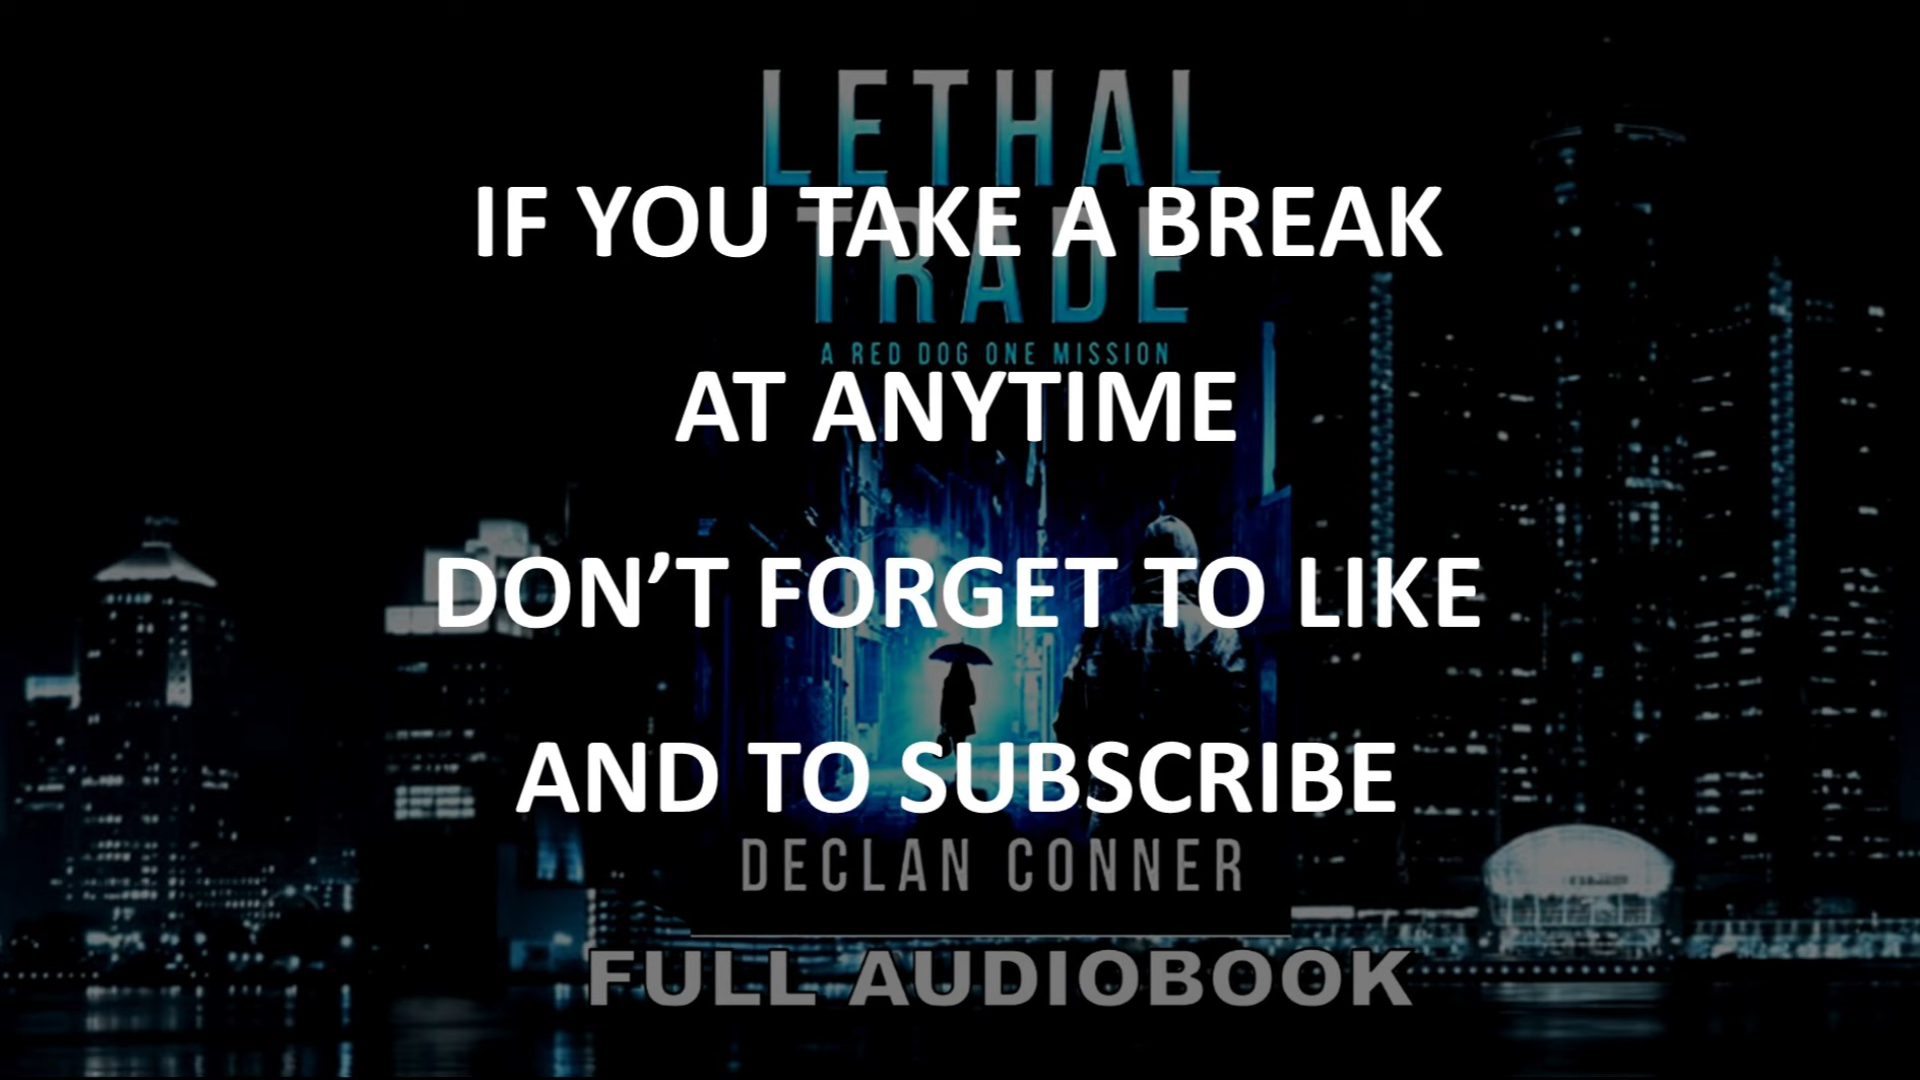 LETHAL
IF YOU TAKE A BREAK
TRADE
A RED DOG ONE MISSION
AT ANYTIME
DON’T FORGET TO LIKE
AND TO SUBSCRIBE
DECLAN CONNER
FULL AUDIOBOOK